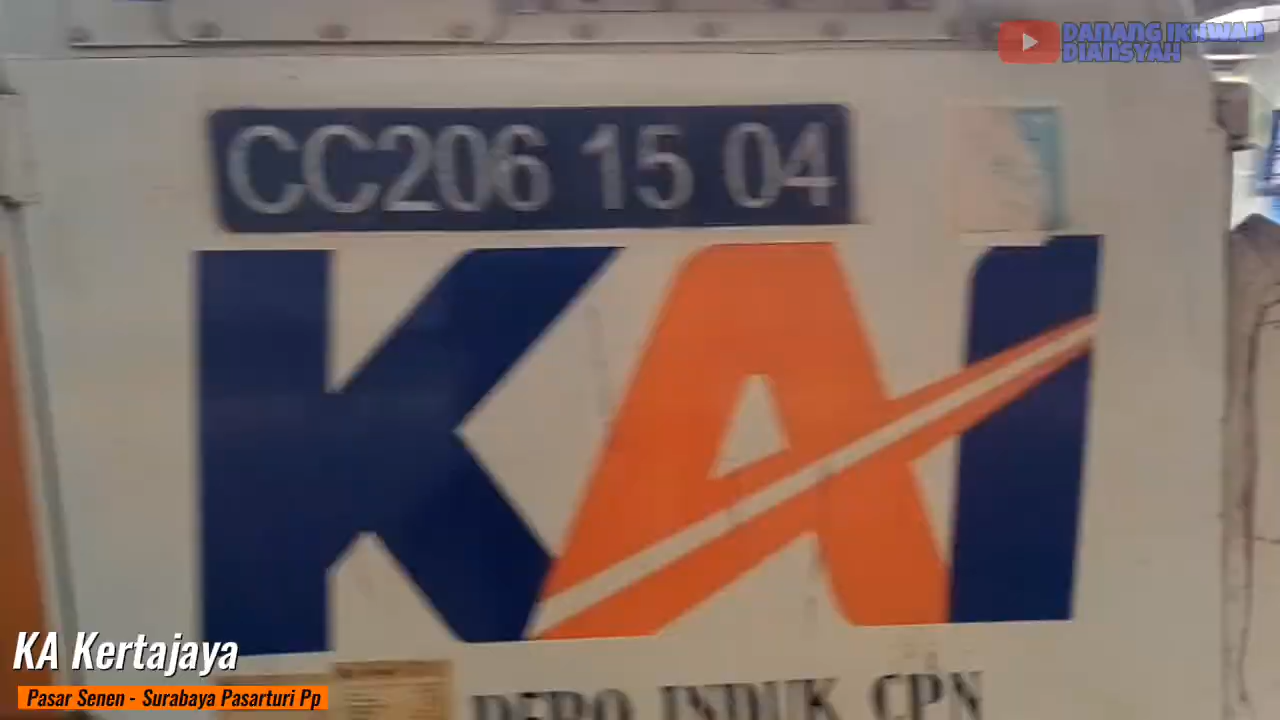 DANANG IKHWAN
DIANSYAH
CC206 15 04
KAI
DEPO INDUK CPN
KA Kertajaya
Pasar Senen - Surabaya Pasarturi Pp